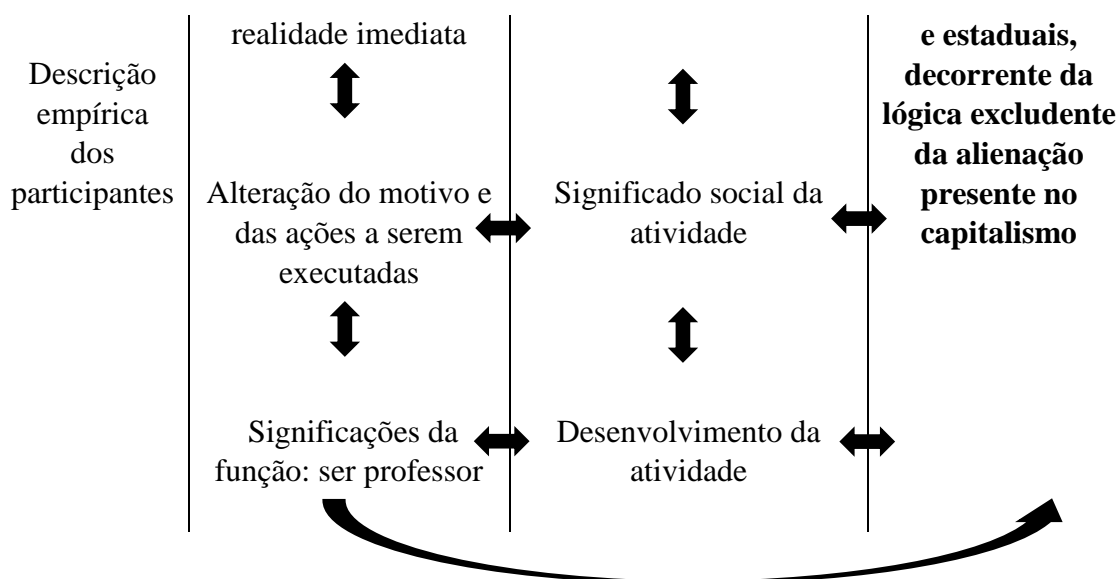 Descrição
empírica
dos
participantes
realidade imediata
Alteração do motivo e
das ações a serem
executadas
Significações da
função: ser professor
Significado social da
atividade
Desenvolvimento da
atividade
e estaduais,
decorrente da
lógica excludente
da alienação
presente no
capitalismo